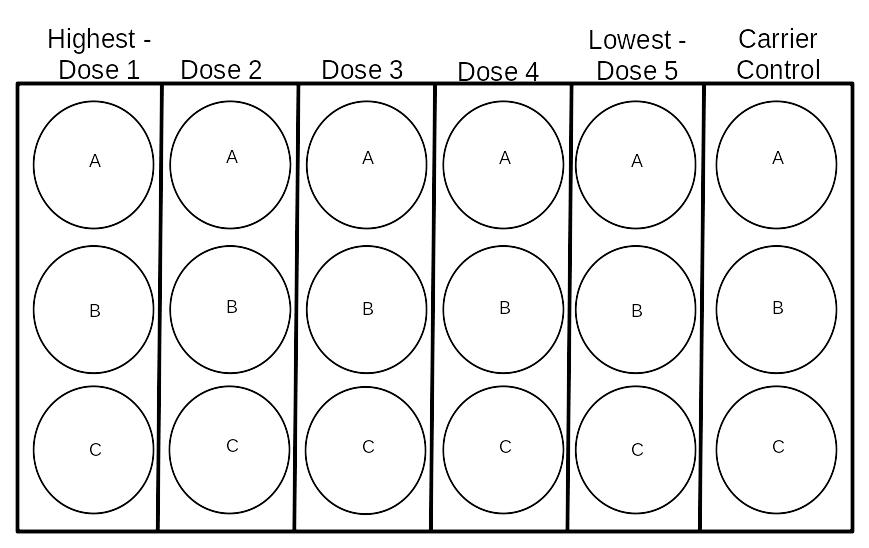 Highest -
Dose 1
Dose 2
Dose 3
Dose 4
Lowest -
Dose 5
Carrier
Control
A A A A A A
B B B B B B
C C C C C C